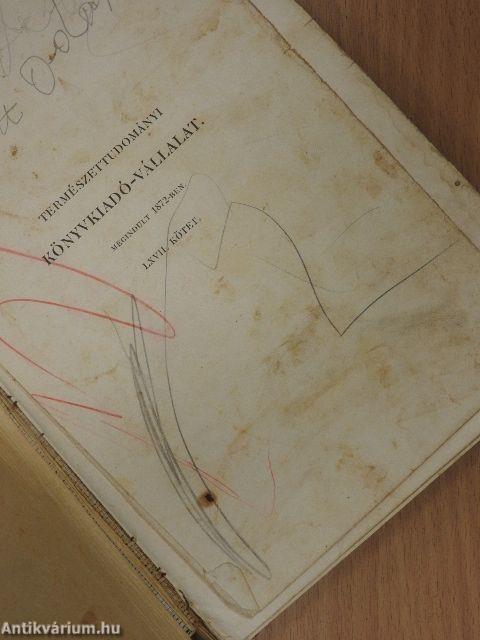 TERMÉSZETTUDOMÁNYI
KÖNYVKIADÓ-VÁLLALAT.
MEGINDULT 1872-BEN.
LXVII. KÖTET.
Antikvárium.hu